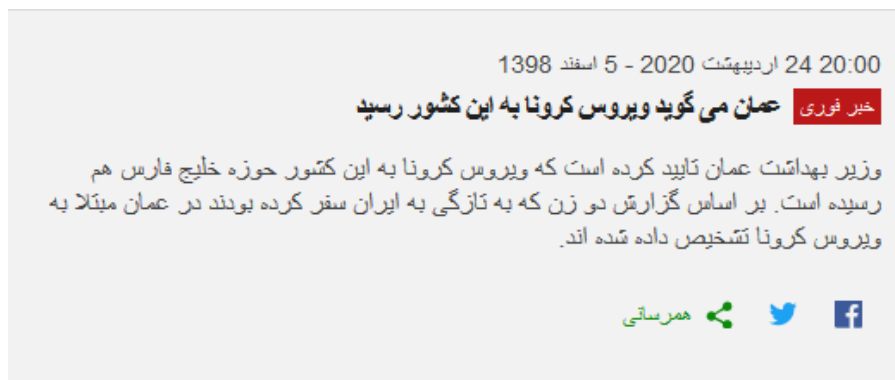 20:00 24 اردیبهشت 2020 - 5 اسفند 1398
خبر فوری عمان می گوید ویروس کرونا به این کشور رسید
وزیر بهداشت عمان تایید کرده است که ویروس کرونا به این کشور حوزه خلیج فارس هم
رسیده است. بر اساس گزارش دو زن که به تازگی به ایران سفر کرده بودند در عمان مبتلا به
ویروس کرونا تشخیص داده شده اند.
همرسانی